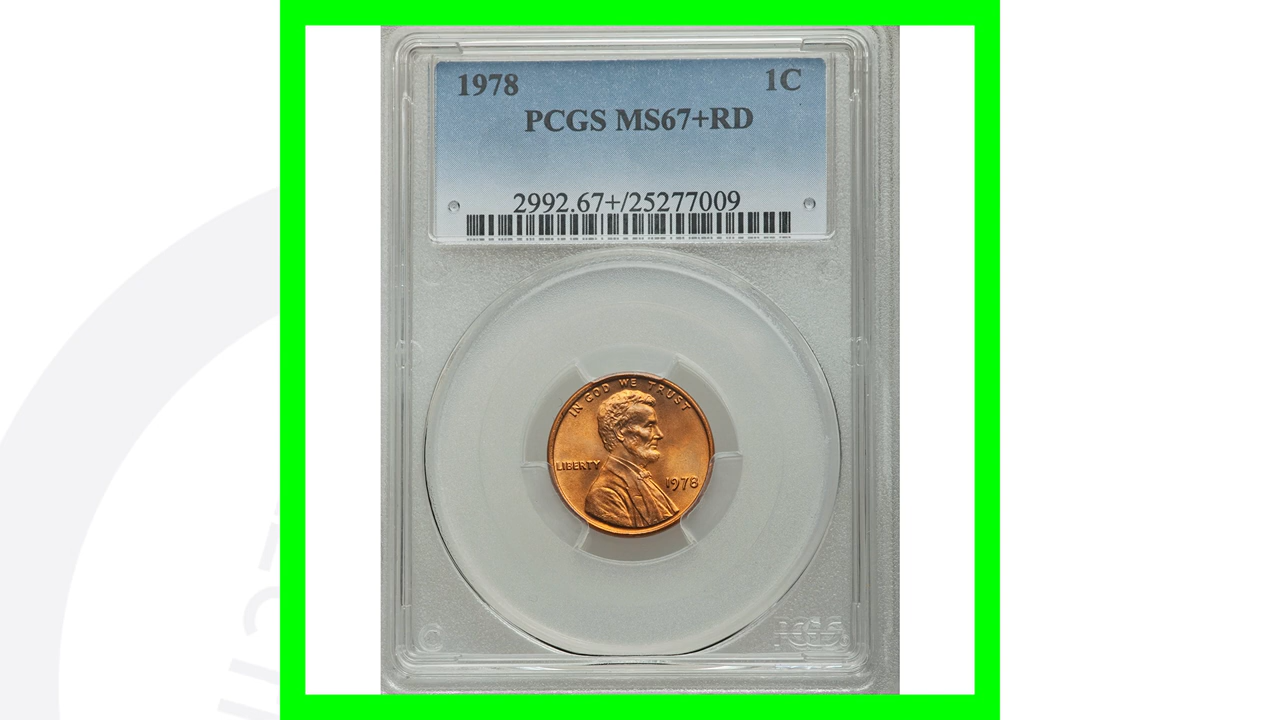 1978 1C
PCGS MS67+RD
2992.67+/25277009
IN GOD WE TRUST
LIBERTY
1978
PCGS